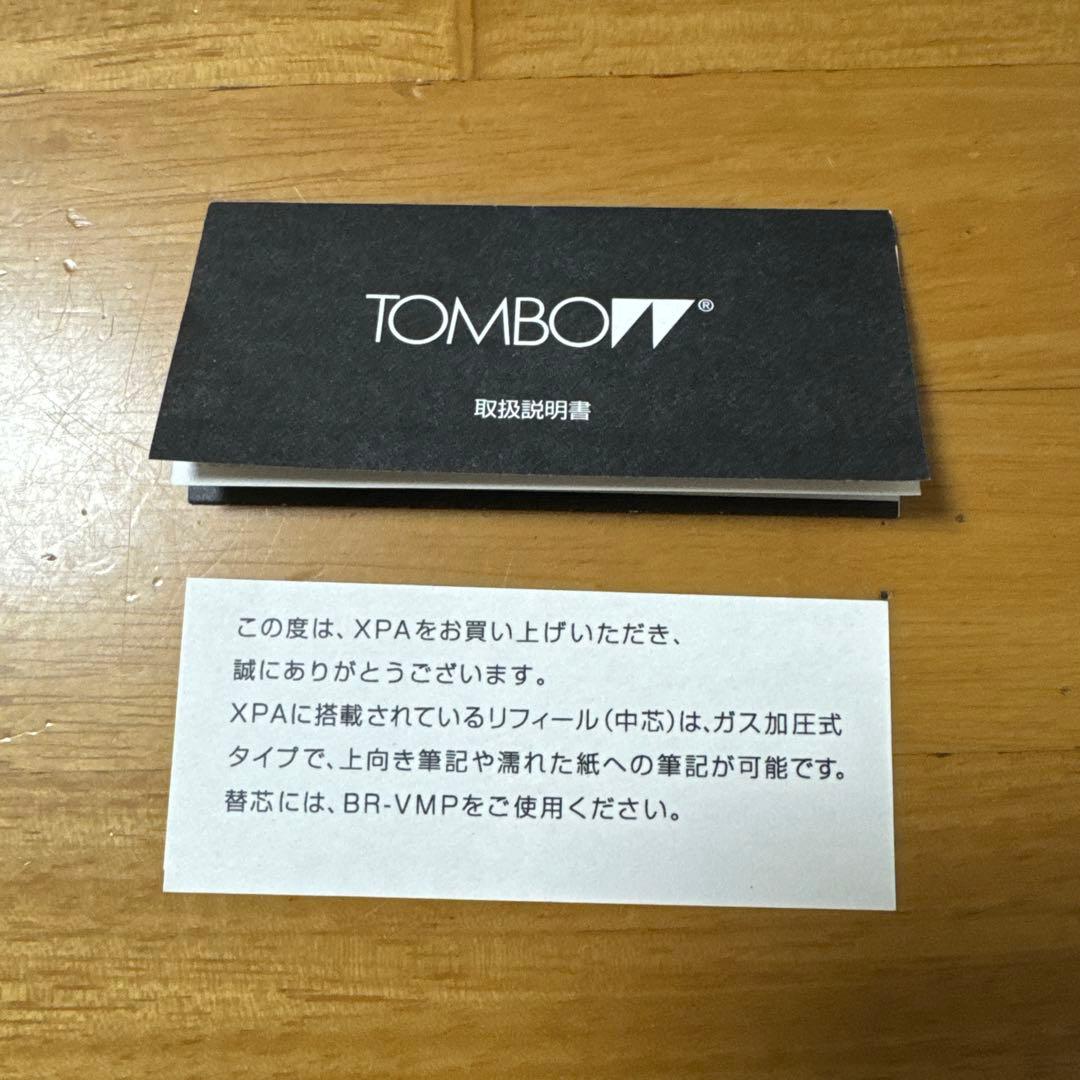 TOMBOW®
取扱説明書
この度は、XPAをお買い上げいただき、
誠にありがとうございます。
XPAに搭載されているリフィール(中芯)は、ガス加圧式
タイプで、上向き筆記や濡れた紙への筆記が可能です。
替芯には、BR-VMPをご使用ください。